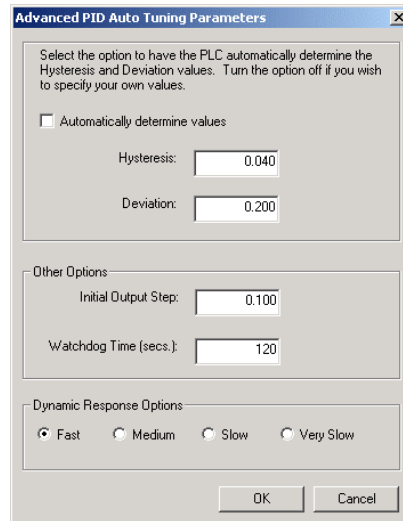 Advanced PID Auto Tuning Parameters
Select the option to have the PLC automatically determine the
Hysteresis and Deviation values. Turn the option off if you wish
to specify your own values.
Automatically determine values
Hysteresis: 0.040
Deviation: 0.200
Other Options
Initial Output Step: 0.100
Watchdog Time (secs.): 120
Dynamic Response Options
Fast Medium Slow Very Slow
OK Cancel